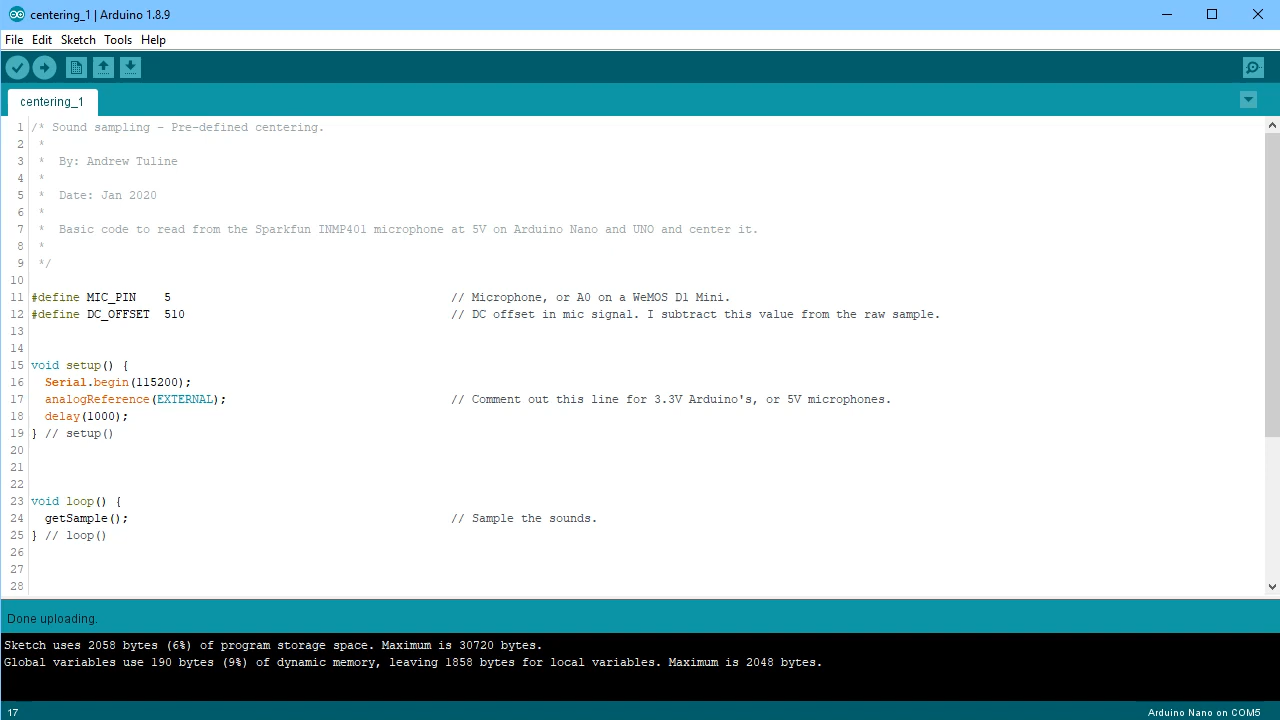 centering_1 | Arduino 1.8.9
File Edit Sketch Tools Help
centering_1
1 /* Sound sampling - Pre-defined centering.
2  *
3  *  By: Andrew Tuline
4  *
5  *  Date: Jan 2020
6  *
7  *  Basic code to read from the Sparkfun INMP401 microphone at 5V on Arduino Nano and UNO and center it.
8  *
9  */
10
11 #define MIC_PIN    5                                        // Microphone, or A0 on a WeMOS D1 Mini.
12 #define DC_OFFSET  510                                      // DC offset in mic signal. I subtract this value from the raw sample.
13
14
15 void setup() {
16   Serial.begin(115200);
17   analogReference(EXTERNAL);                                // Comment out this line for 3.3V Arduino's, or 5V microphones.
18   delay(1000);
19 } // setup()
20
21
22
23 void loop() {
24   getSample();                                              // Sample the sounds.
25 } // loop()
26
27
28
Done uploading.
Sketch uses 2058 bytes (6%) of program storage space. Maximum is 30720 bytes.
Global variables use 190 bytes (9%) of dynamic memory, leaving 1858 bytes for local variables. Maximum is 2048 bytes.
17 Arduino Nano on COM5